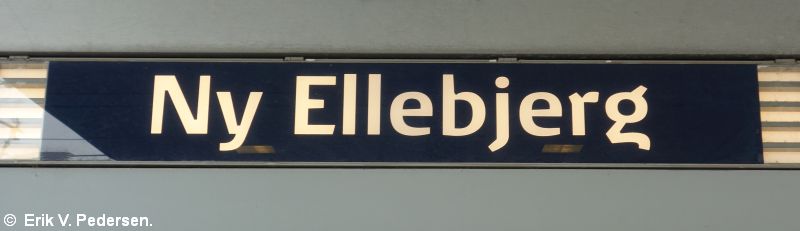 Ny Ellebjerg
© Erik V. Pedersen.